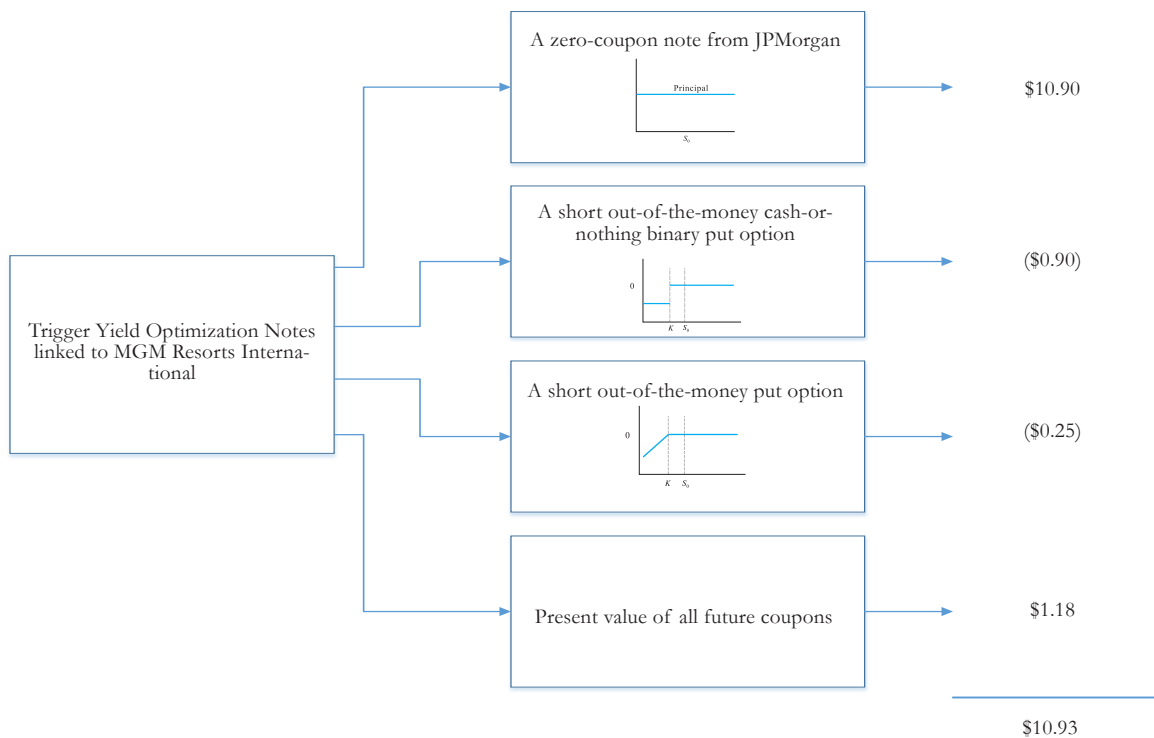 A zero-coupon note from JPMorgan
Principal
S₀
$10.90
A short out-of-the-money cash-or-
nothing binary put option
0
K
S₀
($0.90)
Trigger Yield Optimization Notes
linked to MGM Resorts Interna-
tional
A short out-of-the-money put option
0
K
S₀
($0.25)
Present value of all future coupons
$1.18
$10.93